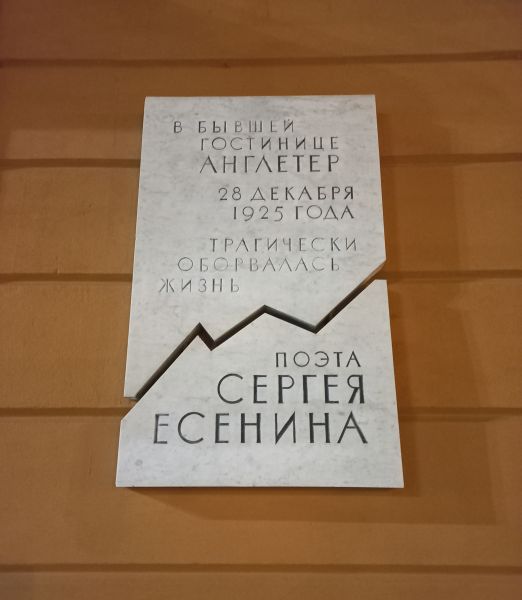 В БЫВШЕЙ
ГОСТИНИЦЕ
АНГЛЕТЕР
28 ДЕКАБРЯ
1925 ГОДА
ТРАГИЧЕСКИ
ОБОРВАЛАСЬ
ЖИЗНЬ
ПОЭТА
СЕРГЕЯ
ЕСЕНИНА